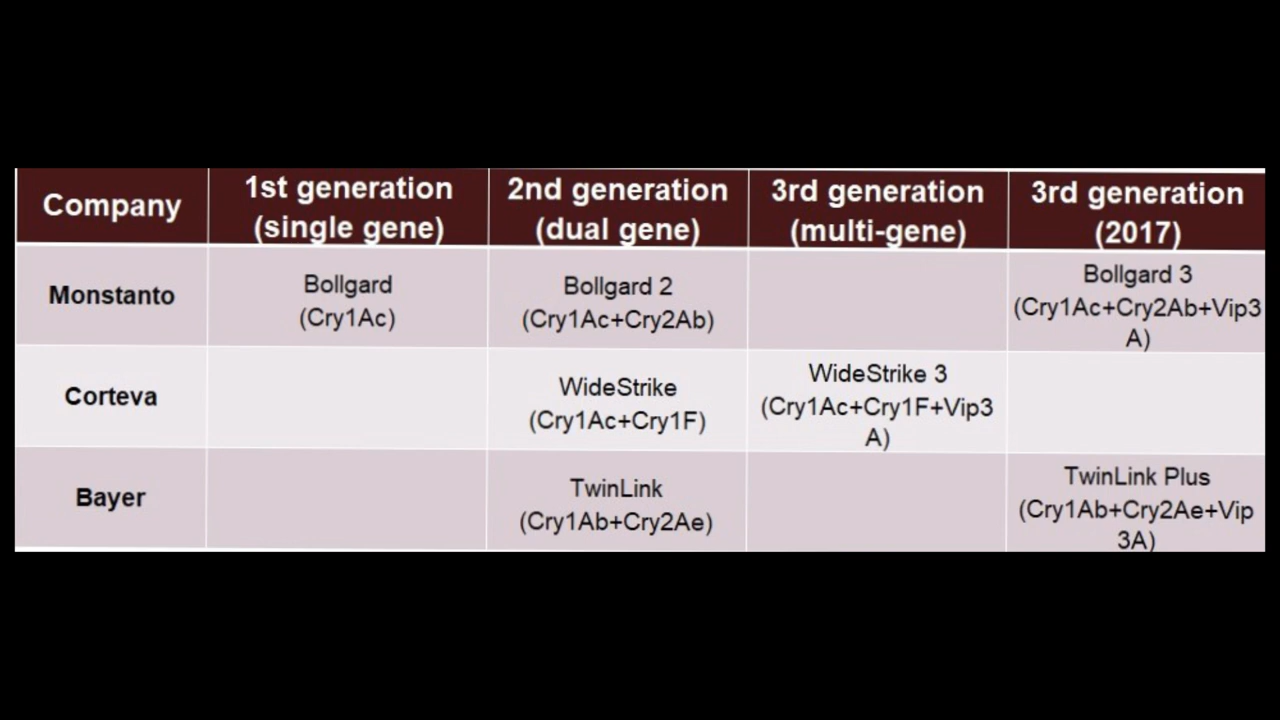 Company
1st generation
(single gene)
2nd generation
(dual gene)
3rd generation
(multi-gene)
3rd generation
(2017)
Monstanto
Bollgard
(Cry1Ac)
Bollgard 2
(Cry1Ac+Cry2Ab)
Bollgard 3
(Cry1Ac+Cry2Ab+Vip3
A)
Corteva
WideStrike
(Cry1Ac+Cry1F)
WideStrike 3
(Cry1Ac+Cry1F+Vip3
A)
Bayer
TwinLink
(Cry1Ab+Cry2Ae)
TwinLink Plus
(Cry1Ab+Cry2Ae+Vip
3A)